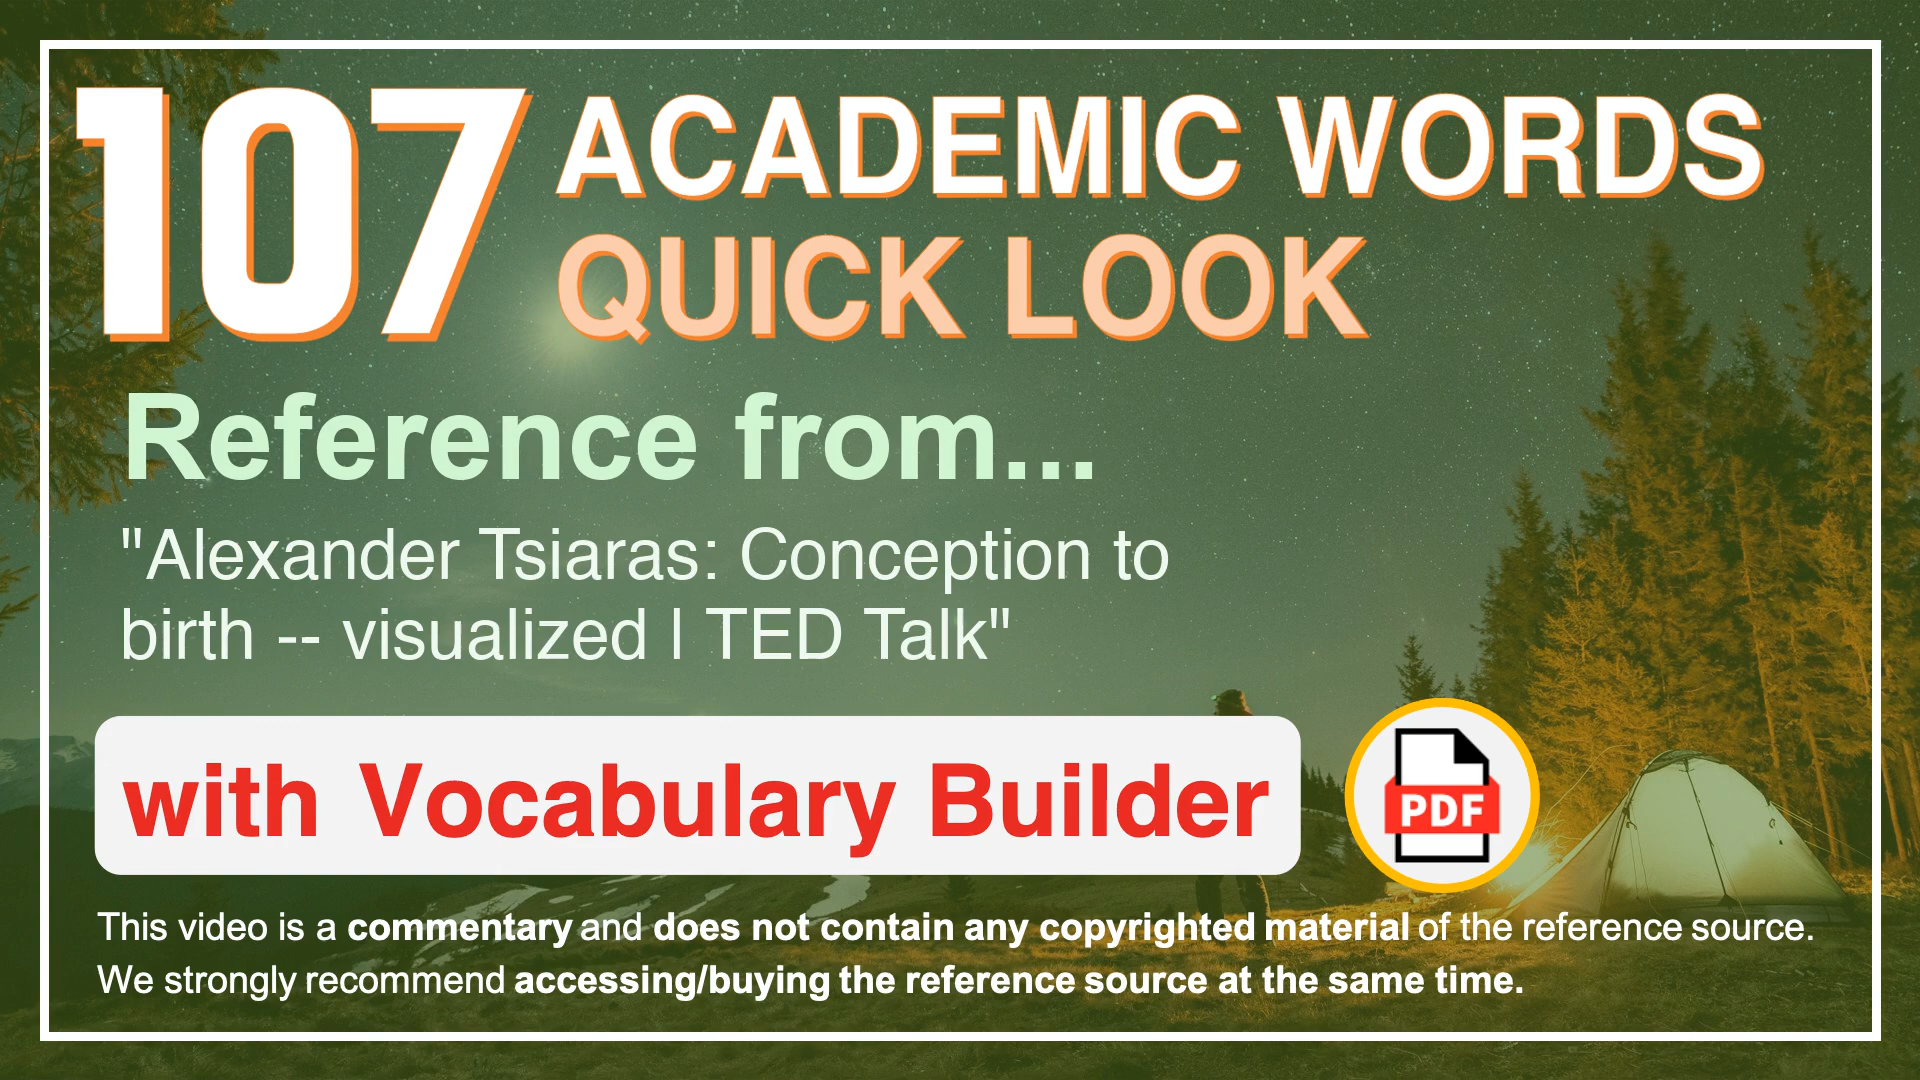 107 ACADEMIC WORDS
QUICK LOOK
Reference from...
"Alexander Tsiaras: Conception to
birth -- visualized | TED Talk"
with Vocabulary Builder
PDF
This video is a commentary and does not contain any copyrighted material of the reference source.
We strongly recommend accessing/buying the reference source at the same time.